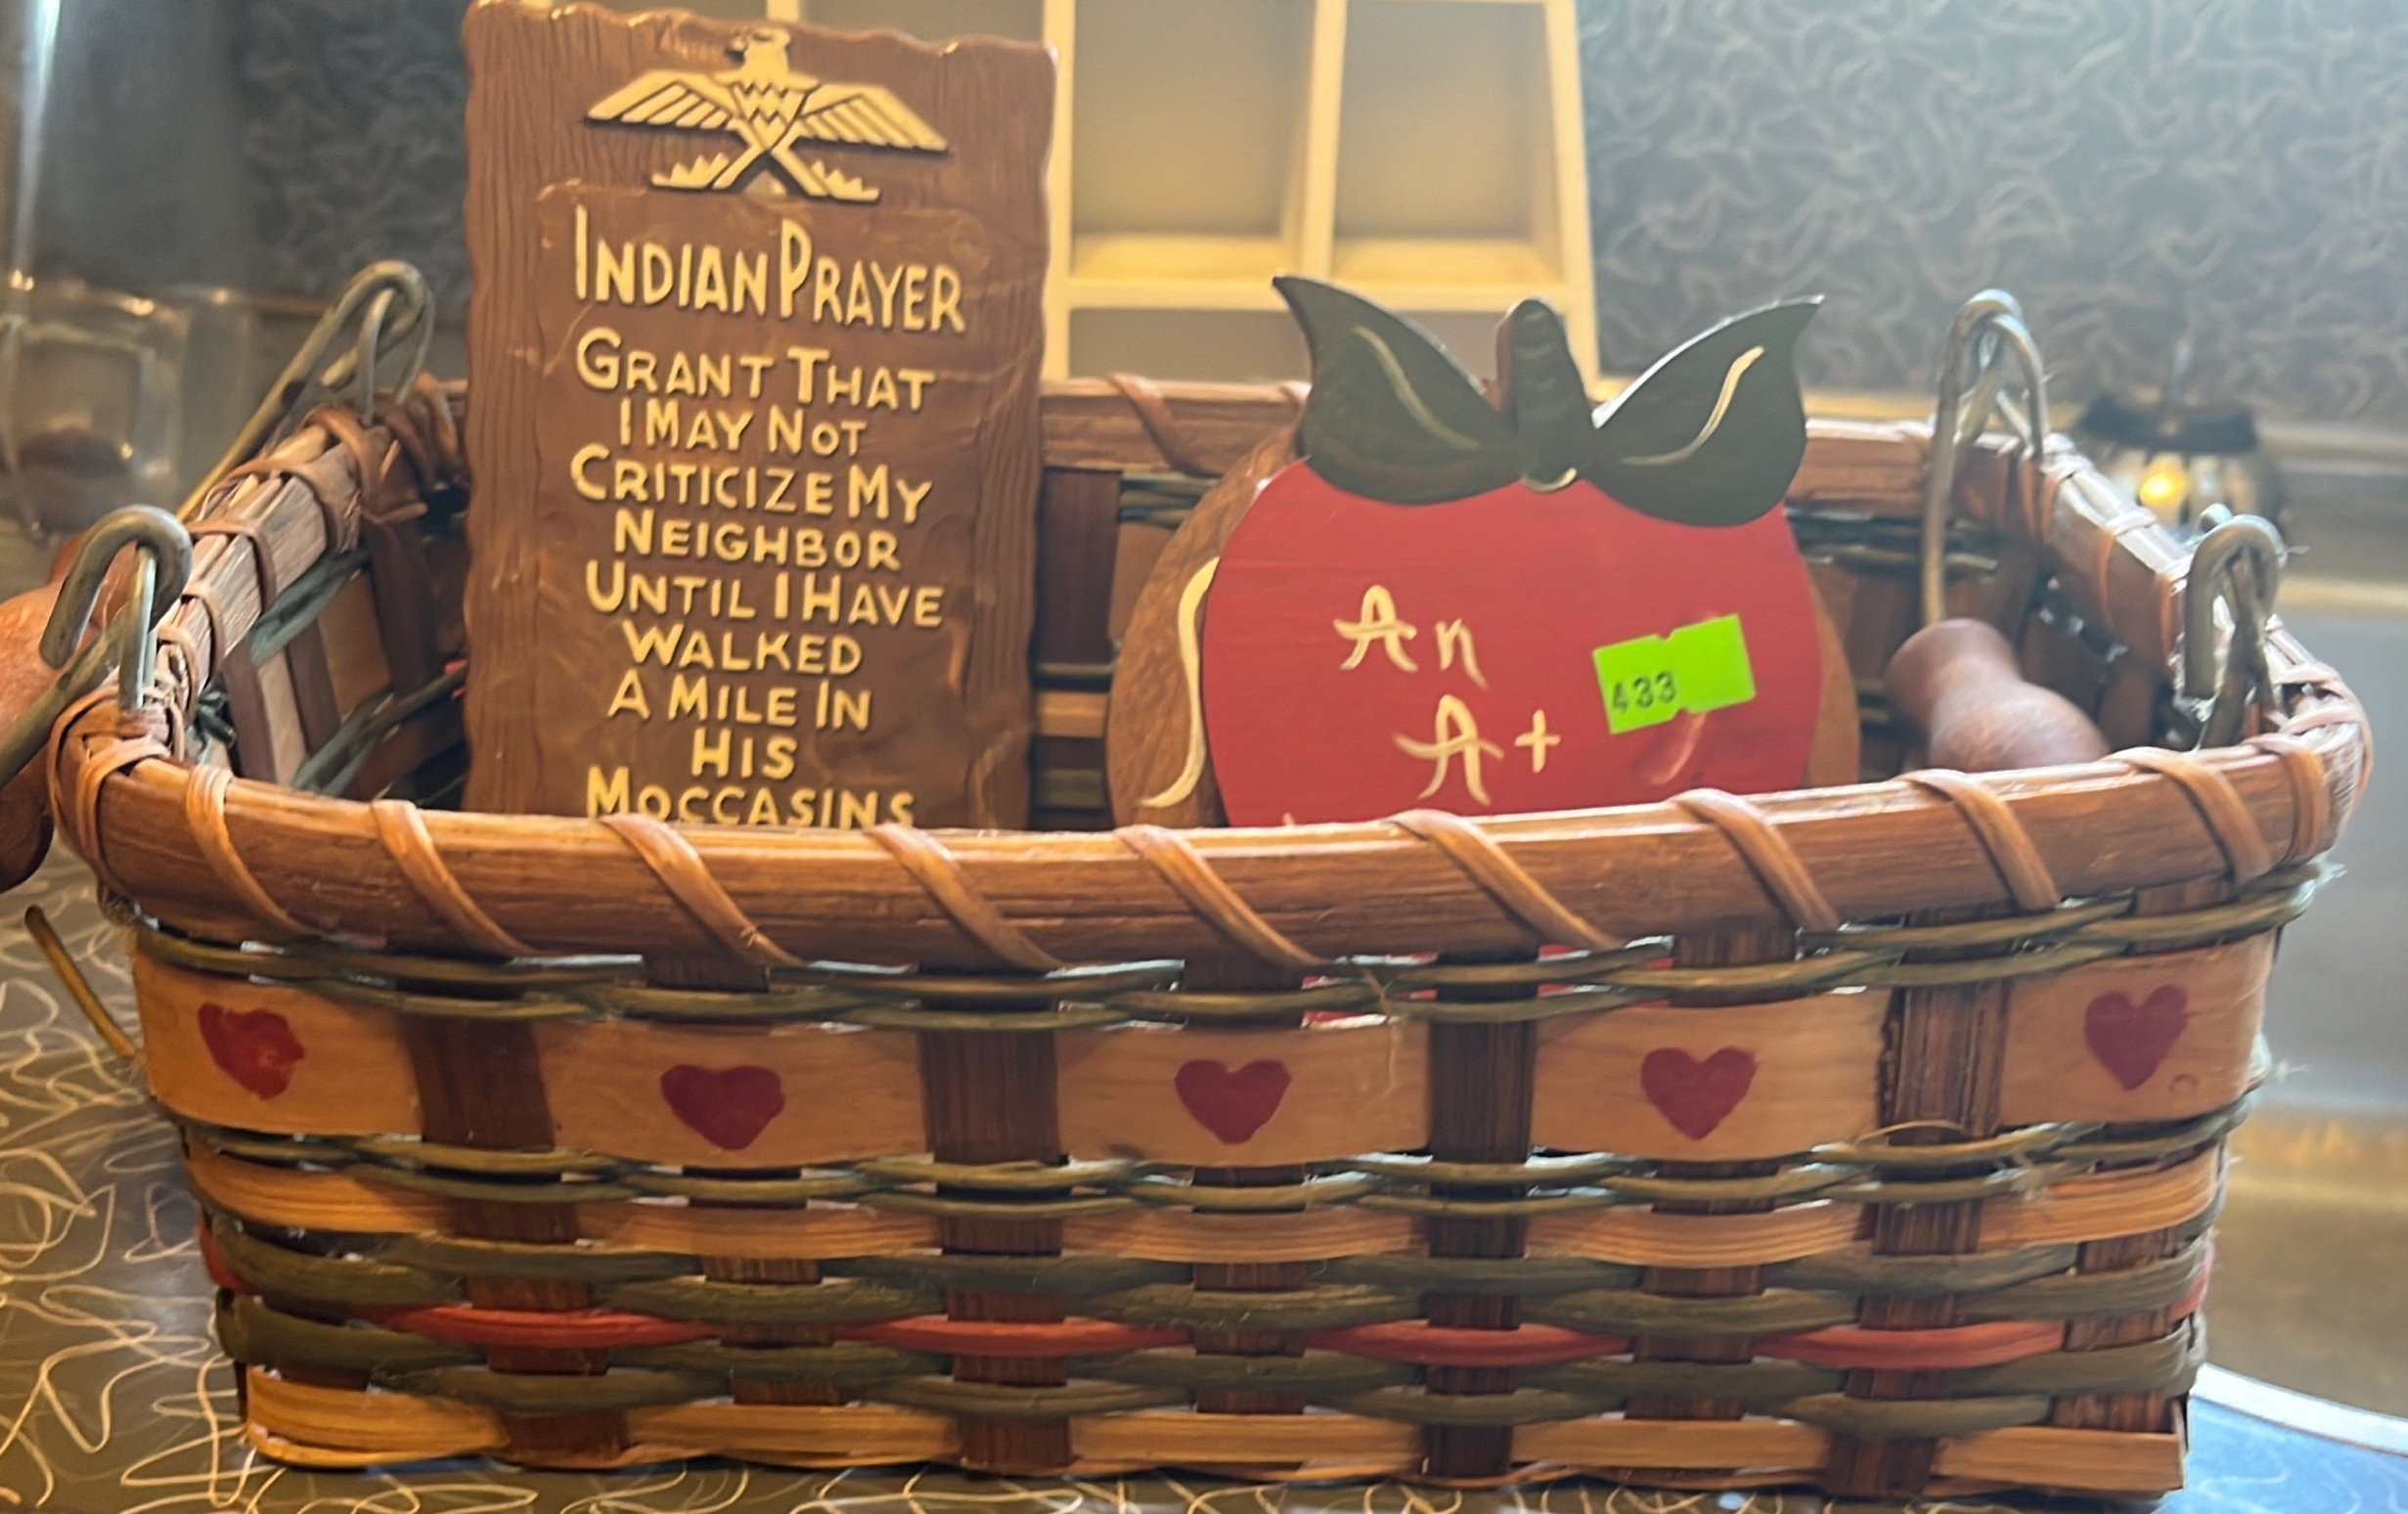 INDIAN PRAYER
GRANT THAT
I MAY NOT
CRITICIZE MY
NEIGHBOR
UNTIL I HAVE
WALKED
A MILE IN
HIS
MOCCASINS
An
A+
433